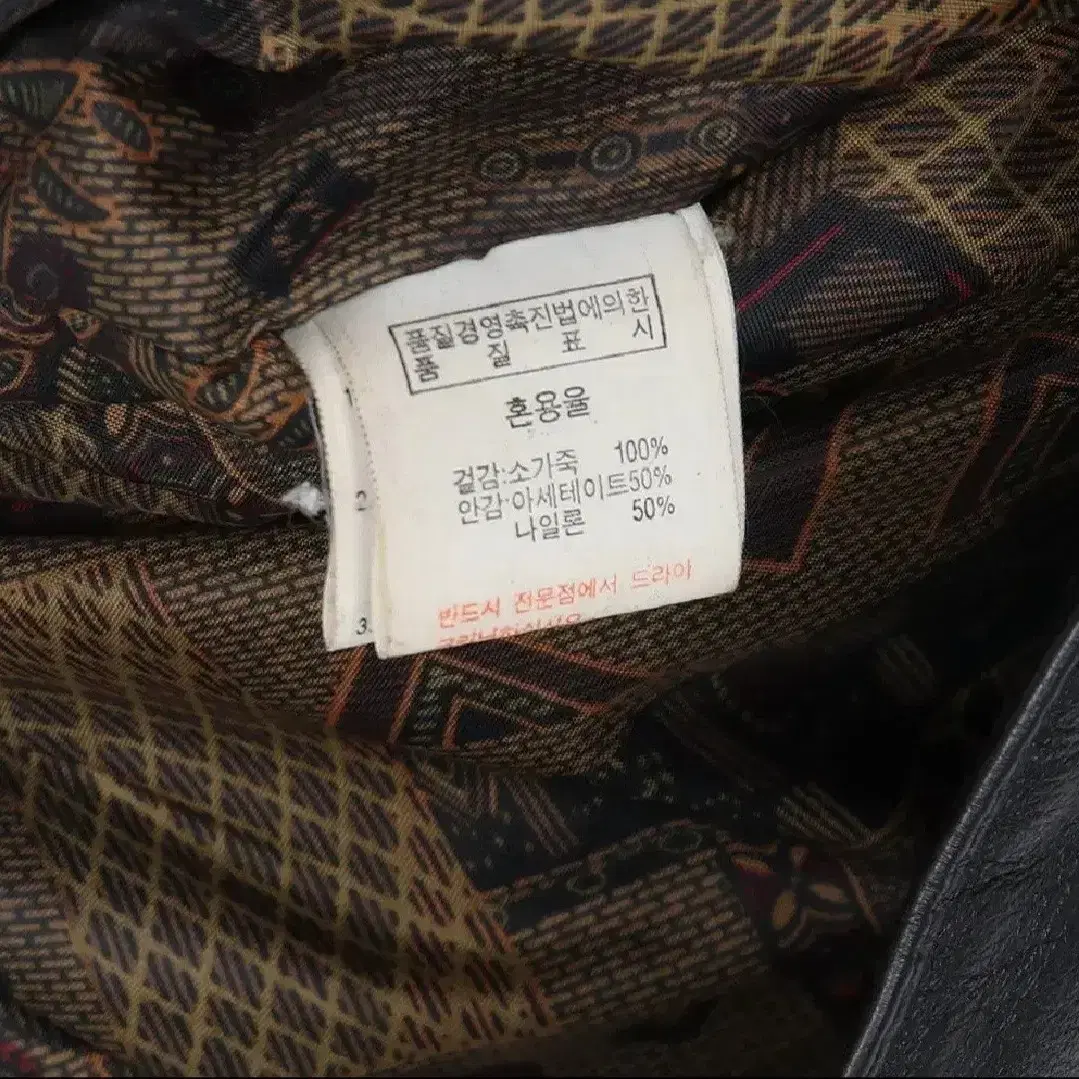 품질경영촉진법에의한
품 질 표 시
혼용율
겉감:소가죽 100%
안감:아세테이트50%
나일론 50%
반드시 전문점에서 드라이
2
3.